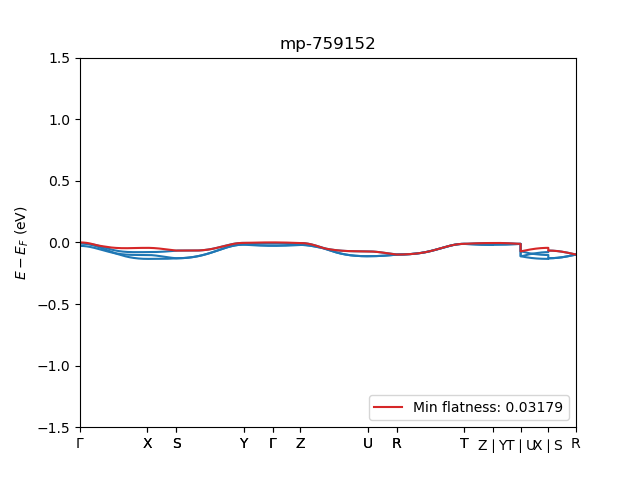 mp-759152
E − E_F (eV)
1.5
1.0
0.5
0.0
−0.5
−1.0
−1.5
Min flatness: 0.03179
Γ X S Y Γ Z U R T Z | Y T | U X | S R